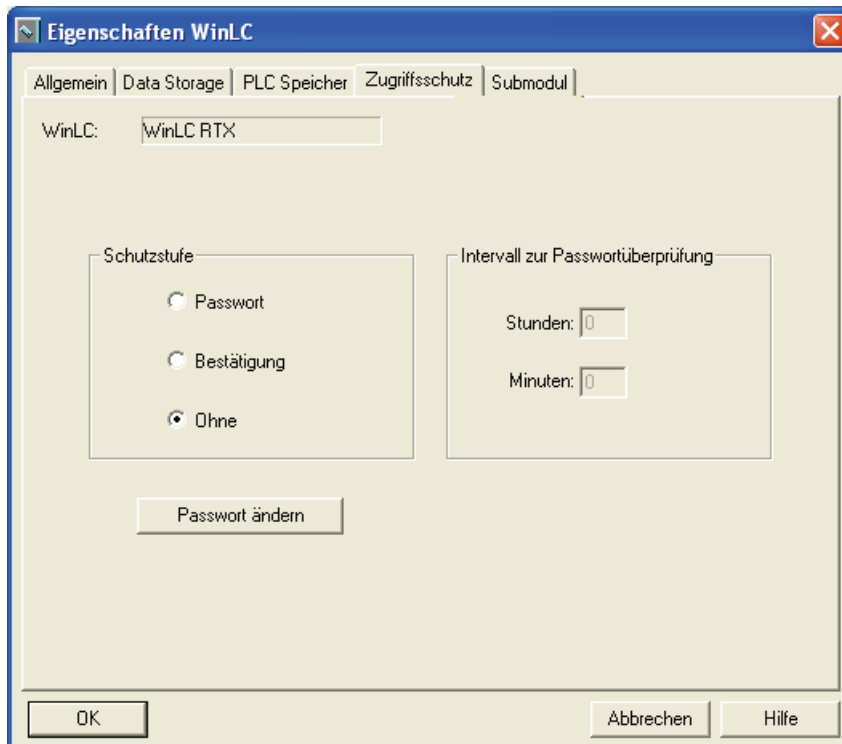 Eigenschaften WinLC
Allgemein Data Storage PLC Speicher Zugriffsschutz Submodul
WinLC: WinLC RTX
Schutzstufe
Passwort
Bestätigung
Ohne
Intervall zur Passwortüberprüfung
Stunden: 0
Minuten: 0
Passwort ändern
OK Abbrechen Hilfe